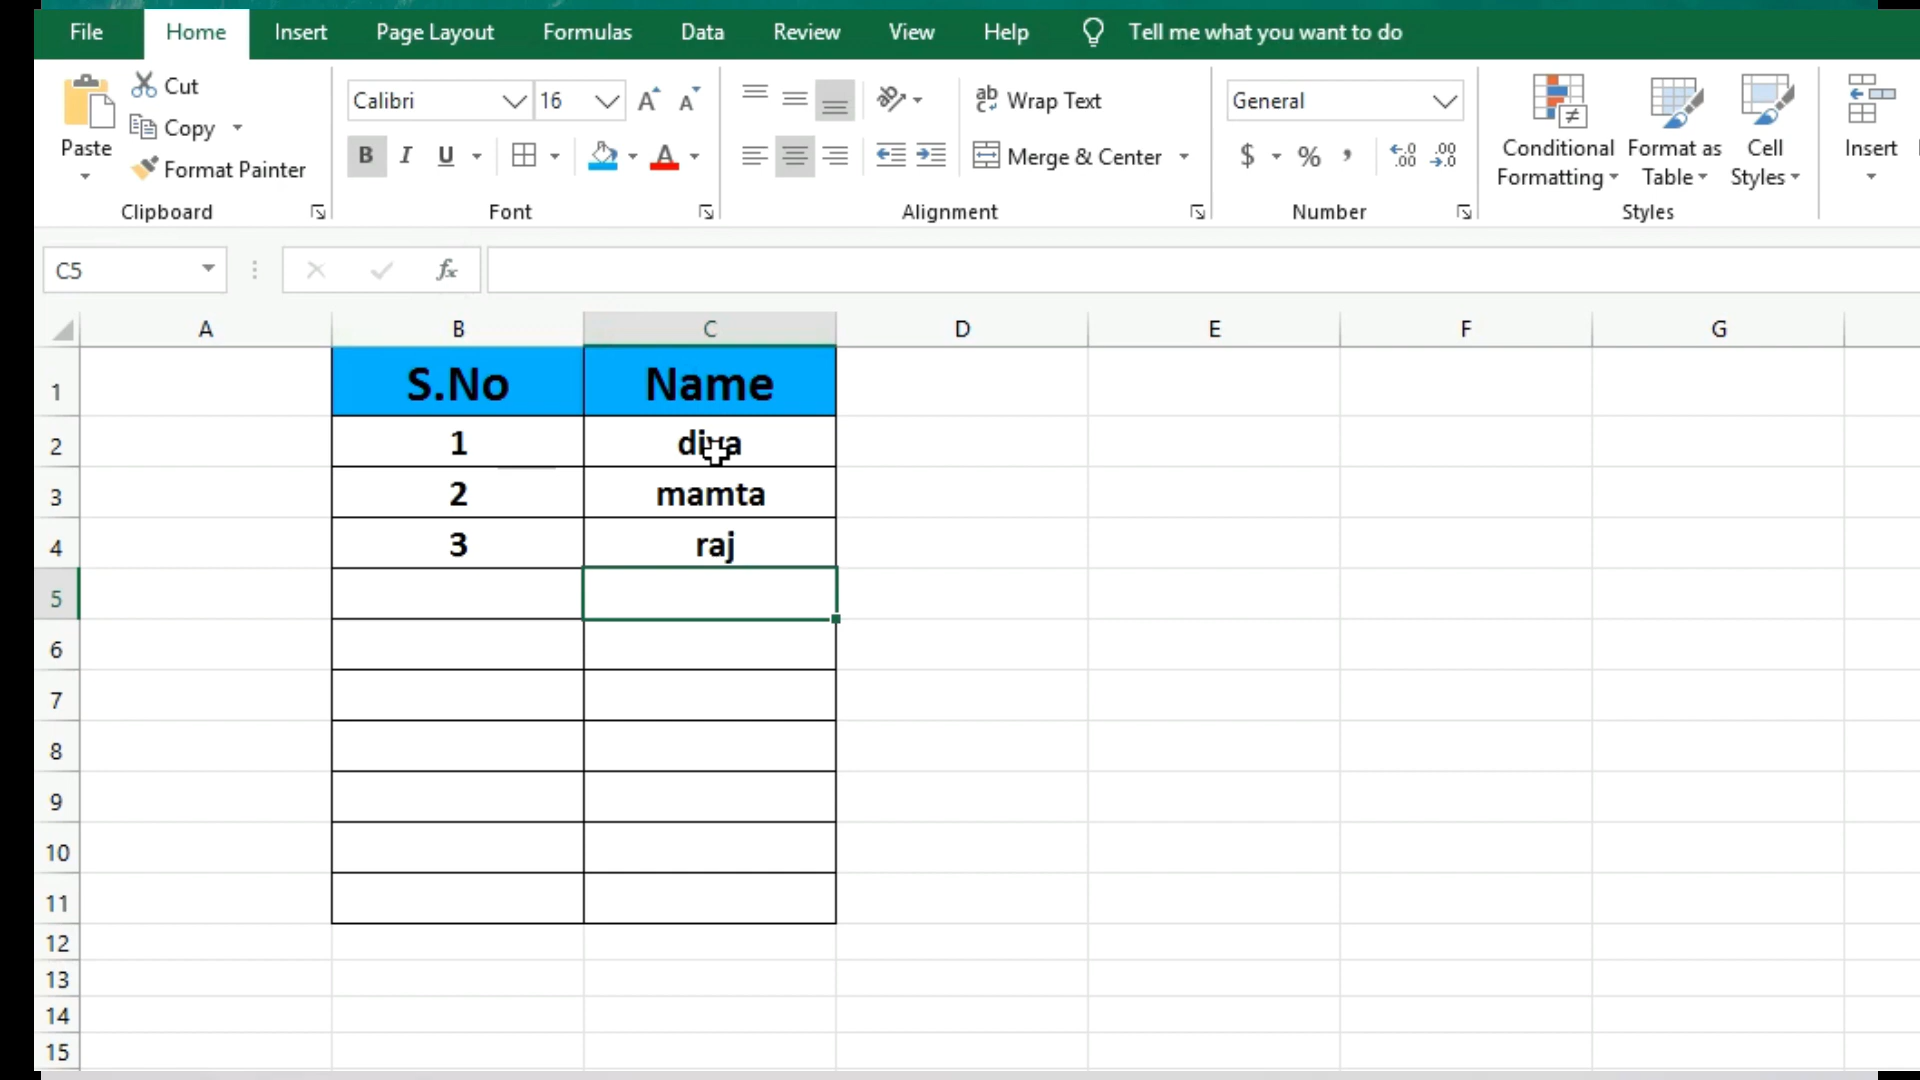 File Home Insert Page Layout Formulas Data Review View Help Tell me what you want to do
Cut
Copy
Format Painter
Paste
Clipboard
Calibri 16
B I U
Font
ab Wrap Text
Merge & Center
Alignment
General
$ % ,
Number
Conditional Formatting
Format as Table
Cell Styles
Styles
Insert
C5 fx
A B C D E F G
1 S.No Name
2 1
3 2 mamta
4 3 raj
5
6
7
8
9
10
11
12
13
14
15